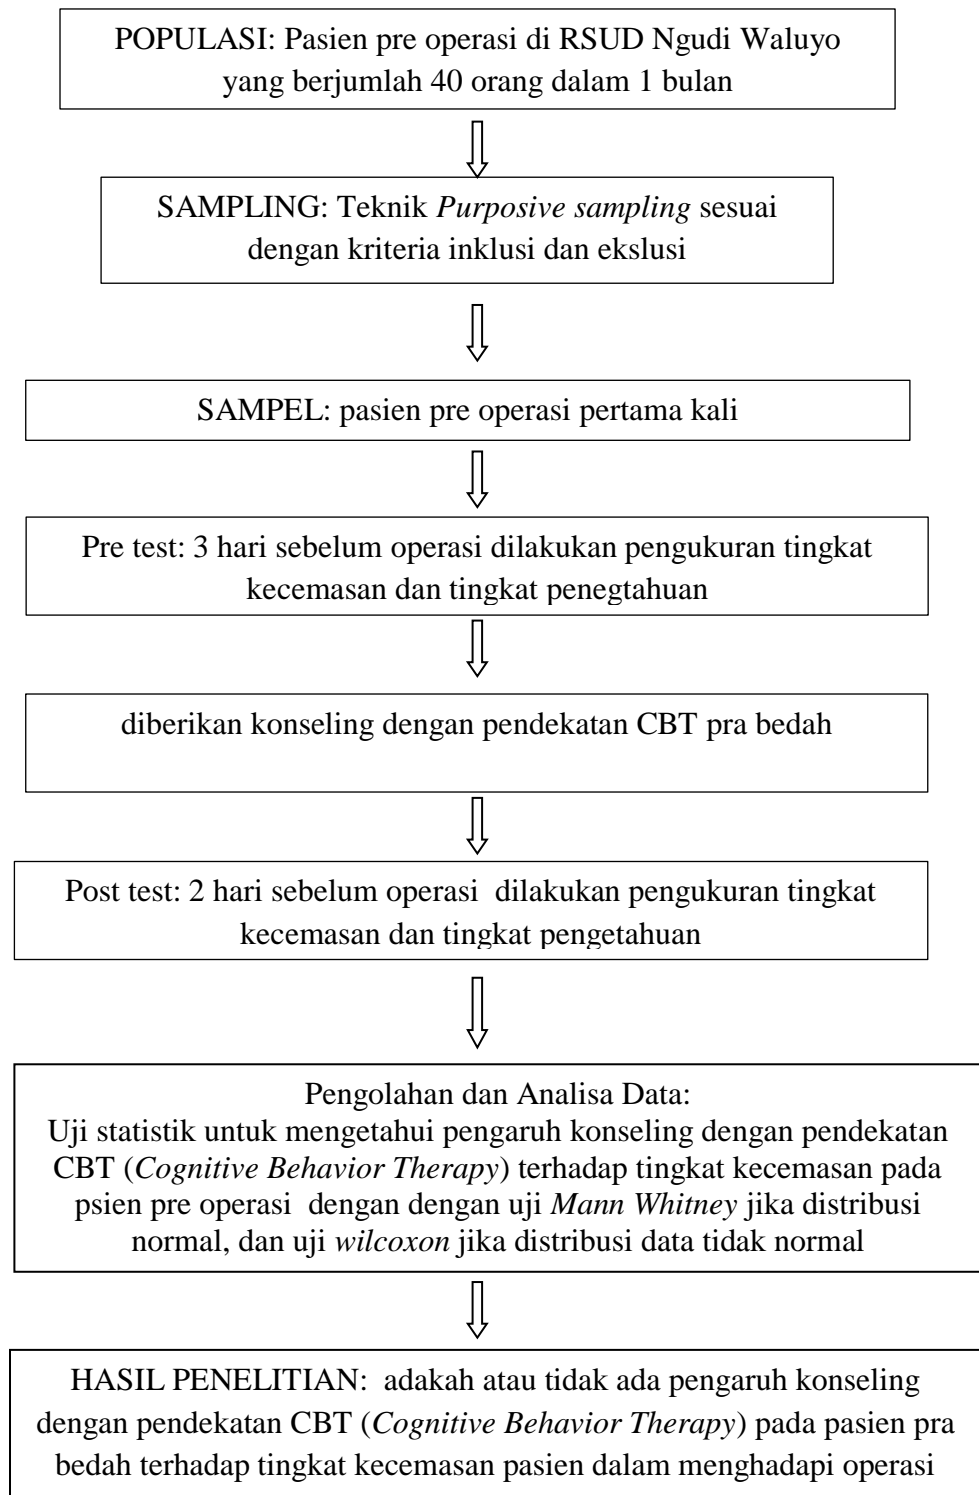 POPULASI: Pasien pre operasi di RSUD Ngudi Waluyo
yang berjumlah 40 orang dalam 1 bulan
SAMPLING: Teknik Purposive sampling sesuai
dengan kriteria inklusi dan ekslusi
SAMPEL: pasien pre operasi pertama kali
Pre test: 3 hari sebelum operasi dilakukan pengukuran tingkat
kecemasan dan tingkat penegtahuan
diberikan konseling dengan pendekatan CBT pra bedah
Post test: 2 hari sebelum operasi dilakukan pengukuran tingkat
kecemasan dan tingkat pengetahuan
Pengolahan dan Analisa Data:
Uji statistik untuk mengetahui pengaruh konseling dengan pendekatan
CBT (Cognitive Behavior Therapy) terhadap tingkat kecemasan pada
psien pre operasi dengan dengan uji Mann Whitney jika distribusi
normal, dan uji wilcoxon jika distribusi data tidak normal
HASIL PENELITIAN: adakah atau tidak ada pengaruh konseling
dengan pendekatan CBT (Cognitive Behavior Therapy) pada pasien pra
bedah terhadap tingkat kecemasan pasien dalam menghadapi operasi